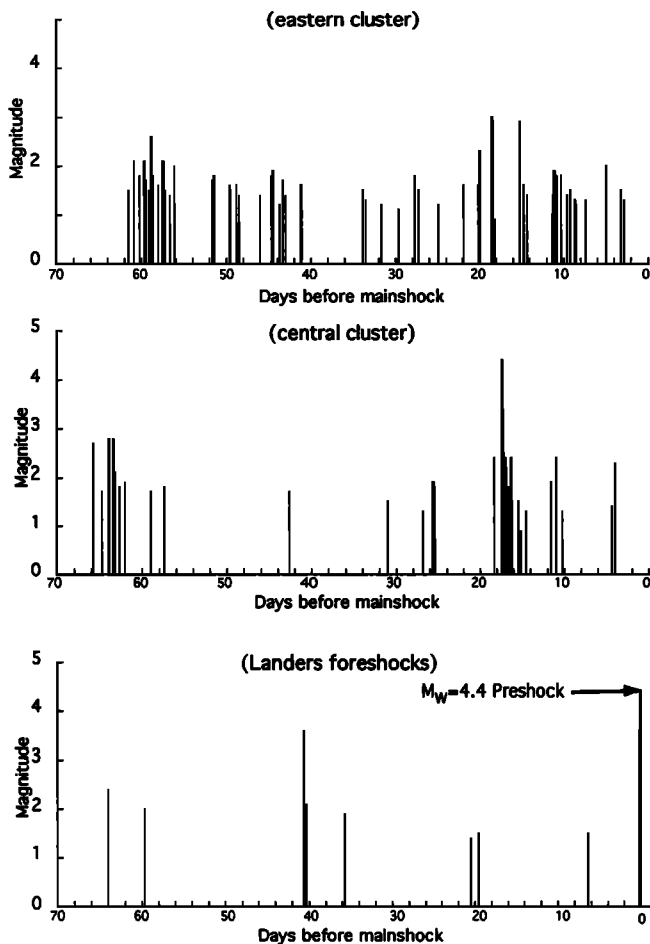 (eastern cluster)
4
2
0
Magnitude
70 60 50 40 30 20 10 0
Days before mainshock
(central cluster)
5
4
3
2
1
0
Magnitude
70 60 50 40 30 20 10 0
Days before mainshock
(Landers foreshocks)
5
4
3
2
1
0
Magnitude
MW=4.4 Preshock
70 60 50 40 30 20 10 0
Days before mainshock